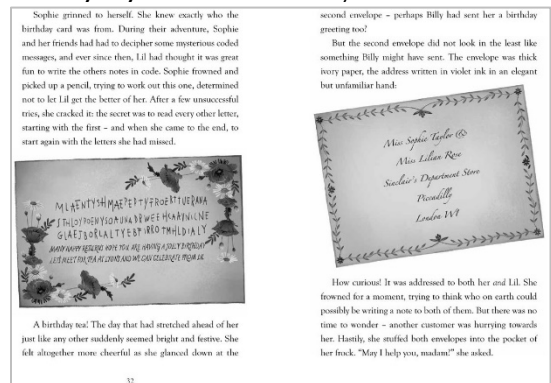 Sophie grinned to herself. She knew exactly who the
birthday card was from. During their adventure, Sophie
and her friends had had to decipher some mysterious coded
messages, and ever since then, Lil had thought it was great
fun to write the others notes in code. Sophie frowned and
picked up a pencil, trying to work out this one, determined
not to let Lil get the better of her. After a few unsuccessful
tries, she cracked it: the secret was to read every other letter,
starting with the first – and when she came to the end, to
start again with the letters she had missed.
MANY HAPPY RETURNS HOPE YOU ARE HAVING A JOLLY BIRTHDAY
LETS MEET FOR TEA AT LYONS AND WE CAN CELEBRATE FROM LIL
A birthday tea! The day that had stretched ahead of her
just like any other suddenly seemed bright and festive. She
felt altogether more cheerful as she glanced down at the
32
second envelope – perhaps Billy had sent her a birthday
greeting too?
But the second envelope did not look in the least like
something Billy might have sent. The envelope was thick
ivory paper, the address written in violet ink in an elegant
but unfamiliar hand:
Miss Sophie Taylor &
Miss Lilian Rose
Sinclair's Department Store
Piccadilly
London W1
How curious! It was addressed to both her and Lil. She
frowned for a moment, trying to think who on earth could
possibly be writing a note to both of them. But there was no
time to wonder – another customer was hurrying towards
her. Hastily, she stuffed both envelopes into the pocket of
her frock. "May I help you, madam?" she asked.